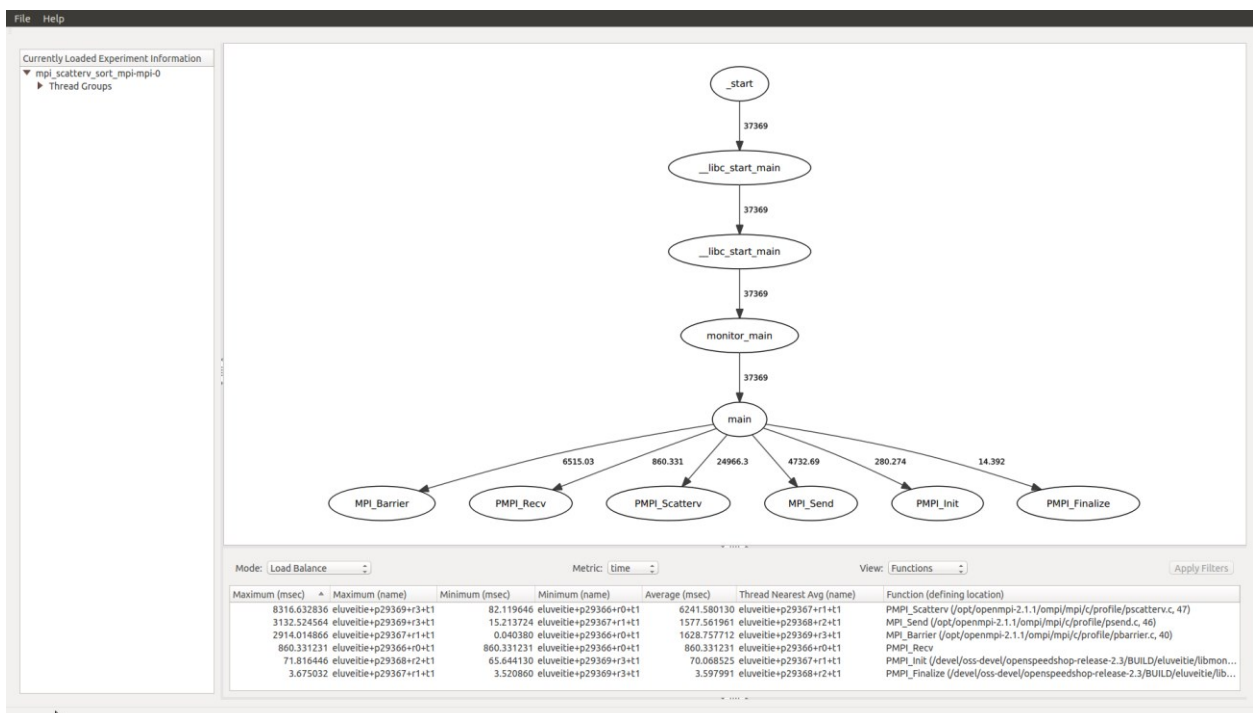 File Help
Currently Loaded Experiment Information
mpi_scatterv_sort_mpi-mpi-0
Thread Groups
_start
37369
__libc_start_main
37369
__libc_start_main
37369
monitor_main
37369
main
6515.03 860.331 24966.3 4732.69 280.274 14.392
MPI_Barrier PMPI_Recv PMPI_Scatterv MPI_Send PMPI_Init PMPI_Finalize
Mode: Load Balance Metric: time View: Functions Apply Filters
Maximum (msec) Maximum (name) Minimum (msec) Minimum (name) Average (msec) Thread Nearest Avg (name) Function (defining location)
8316.632836 eluveitie+p29369+r3+t1 82.119646 eluveitie+p29366+r0+t1 6241.580130 eluveitie+p29367+r1+t1 PMPI_Scatterv (/opt/openmpi-2.1.1/ompi/mpi/c/profile/pscatterv.c, 47)
3132.524564 eluveitie+p29369+r3+t1 15.213724 eluveitie+p29367+r1+t1 1577.561961 eluveitie+p29368+r2+t1 MPI_Send (/opt/openmpi-2.1.1/ompi/mpi/c/profile/psend.c, 46)
2914.014866 eluveitie+p29367+r1+t1 0.040380 eluveitie+p29366+r0+t1 1628.757712 eluveitie+p29369+r3+t1 MPI_Barrier (/opt/openmpi-2.1.1/ompi/mpi/c/profile/pbarrier.c, 40)
860.331231 eluveitie+p29366+r0+t1 860.331231 eluveitie+p29366+r0+t1 860.331231 eluveitie+p29366+r0+t1 PMPI_Recv
71.816446 eluveitie+p29368+r2+t1 65.644130 eluveitie+p29369+r3+t1 70.068525 eluveitie+p29367+r1+t1 PMPI_Init (/devel/oss-devel/openspeedshop-release-2.3/BUILD/eluveitie/libmon...
3.675032 eluveitie+p29367+r1+t1 3.520860 eluveitie+p29369+r3+t1 3.597991 eluveitie+p29368+r2+t1 PMPI_Finalize (/devel/oss-devel/openspeedshop-release-2.3/BUILD/eluveitie/lib...